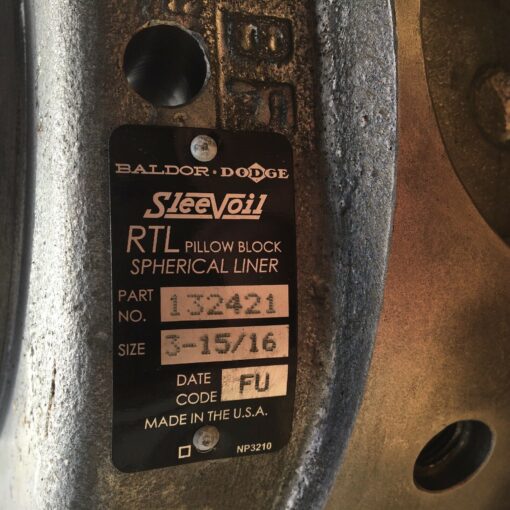 BALDOR · DODGE
SleeVoil
RTL PILLOW BLOCK
SPHERICAL LINER
PART NO. 132421
SIZE 3-15/16
DATE CODE FU
MADE IN THE U.S.A.
NP3210